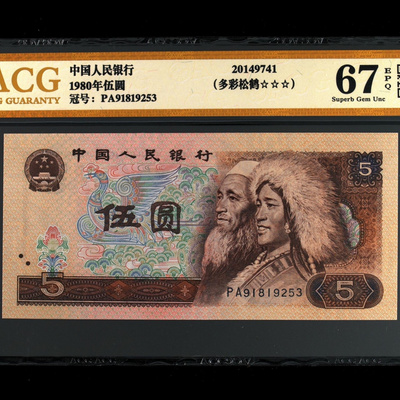 ACG
G GUARANTY
中国人民银行
1980年伍圆
冠号：PA91819253
20149741
（多彩松鹤☆☆☆）
67
EPQ
Superb Gem Unc
中国人民银行
5
伍圆
5
PA91819253
5